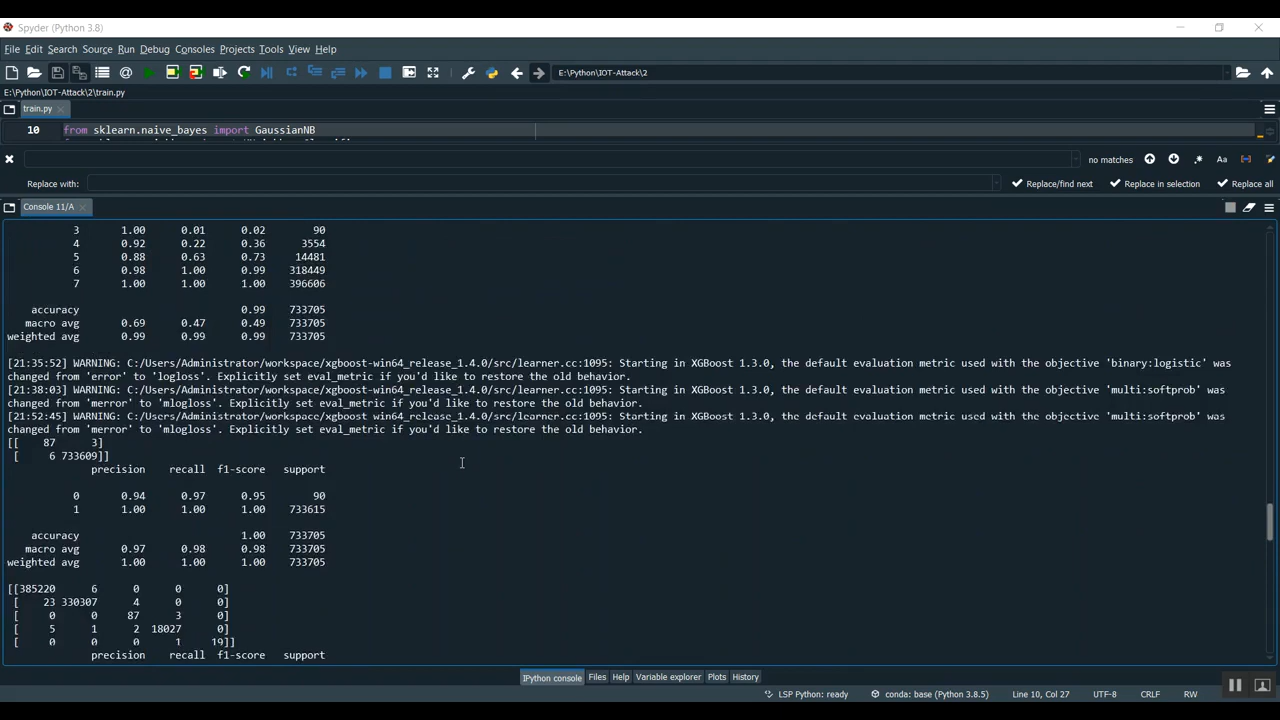 Spyder (Python 3.8)
File Edit Search Source Run Debug Consoles Projects Tools View Help
E:\Python\IOT-Attack\2
E:\Python\IOT-Attack\2\train.py
train.py
10 from sklearn.naive_bayes import GaussianNB
no matches
Aa
Replace with:
Replace/find next
Replace in selection
Replace all
Console 11/A
3 1.00 0.01 0.02 90
4 0.92 0.22 0.36 3554
5 0.88 0.63 0.73 14481
6 0.98 1.00 0.99 318449
7 1.00 1.00 1.00 396606
accuracy 0.99 733705
macro avg 0.69 0.47 0.49 733705
weighted avg 0.99 0.99 0.99 733705
[21:35:52] WARNING: C:/Users/Administrator/workspace/xgboost-win64_release_1.4.0/src/learner.cc:1095: Starting in XGBoost 1.3.0, the default evaluation metric used with the objective 'binary:logistic' was
changed from 'error' to 'logloss'. Explicitly set eval_metric if you'd like to restore the old behavior.
[21:38:03] WARNING: C:/Users/Administrator/workspace/xgboost-win64_release_1.4.0/src/learner.cc:1095: Starting in XGBoost 1.3.0, the default evaluation metric used with the objective 'multi:softprob' was
changed from 'merror' to 'mlogloss'. Explicitly set eval_metric if you'd like to restore the old behavior.
[21:52:45] WARNING: C:/Users/Administrator/workspace/xgboost win64_release_1.4.0/src/learner.cc:1095: Starting in XGBoost 1.3.0, the default evaluation metric used with the objective 'multi:softprob' was
changed from 'merror' to 'mlogloss'. Explicitly set eval_metric if you'd like to restore the old behavior.
[[ 87 3]
[ 6 733609]]
precision recall f1-score support
0 0.94 0.97 0.95 90
1 1.00 1.00 1.00 733615
accuracy 1.00 733705
macro avg 0.97 0.98 0.98 733705
weighted avg 1.00 1.00 1.00 733705
[[385220 6 0 0 0]
[ 23 330307 4 0 0]
[ 0 0 87 3 0]
[ 5 1 2 18027 0]
[ 0 0 0 1 19]]
precision recall f1-score support
IPython console Files Help Variable explorer Plots History
LSP Python: ready conda: base (Python 3.8.5) Line 10, Col 27 UTF-8 CRLF RW